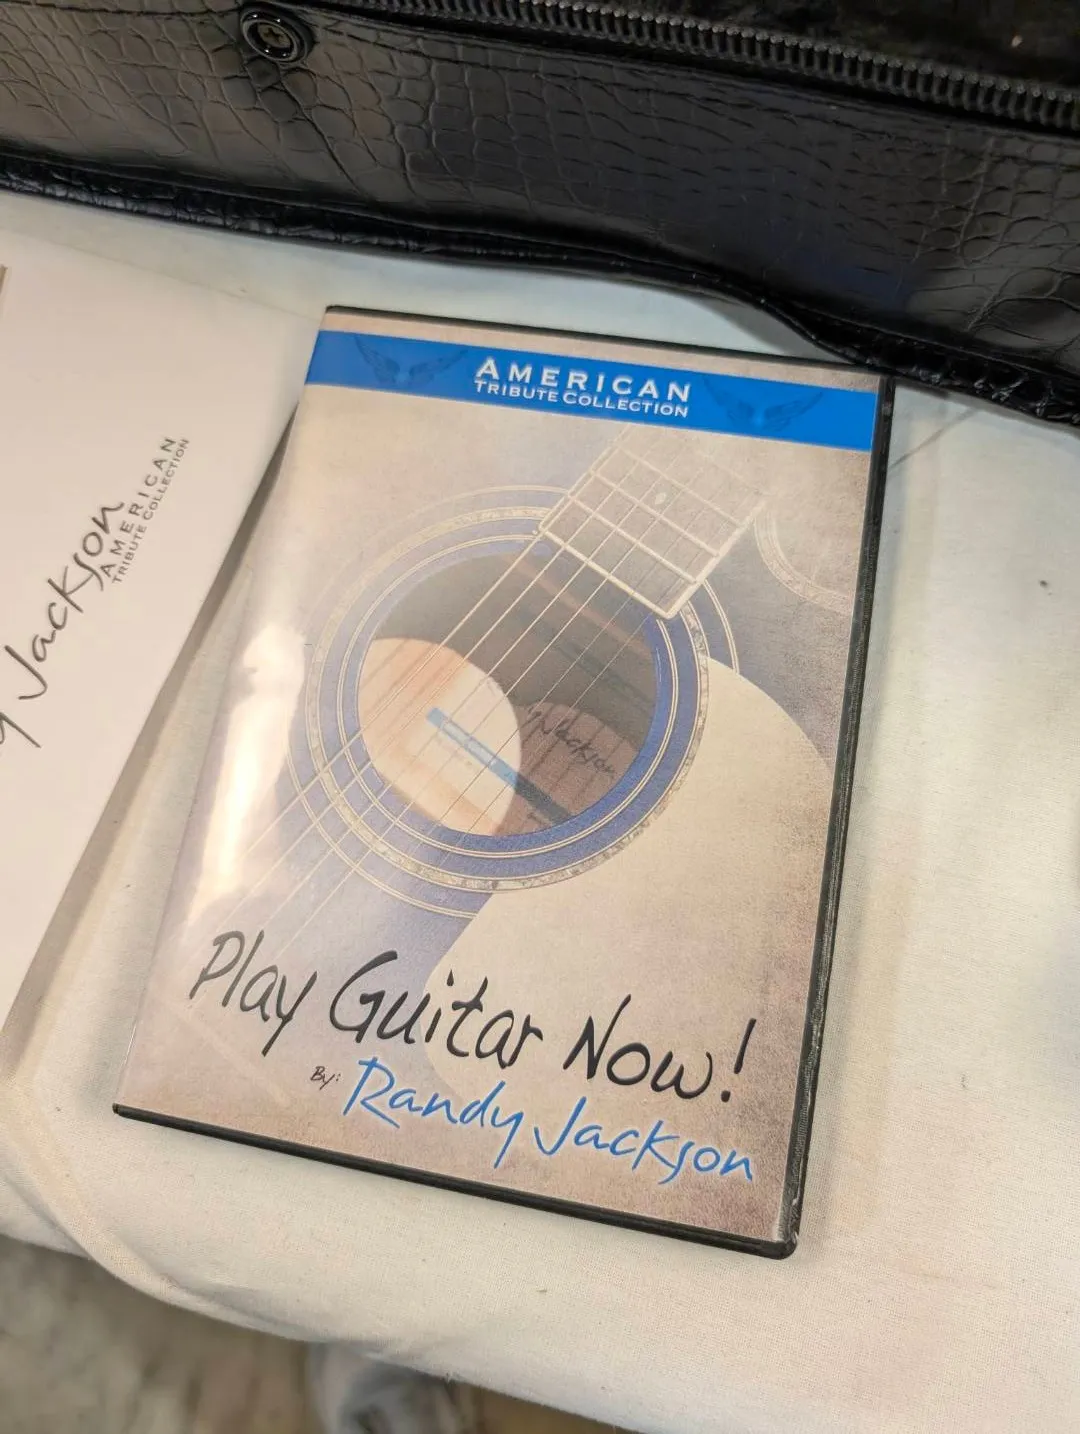 AMERICAN
TRIBUTE COLLECTION
Jackson
Play Guitar Now!
By: Randy Jackson
Jackson
AMERICAN
TRIBUTE COLLECTION